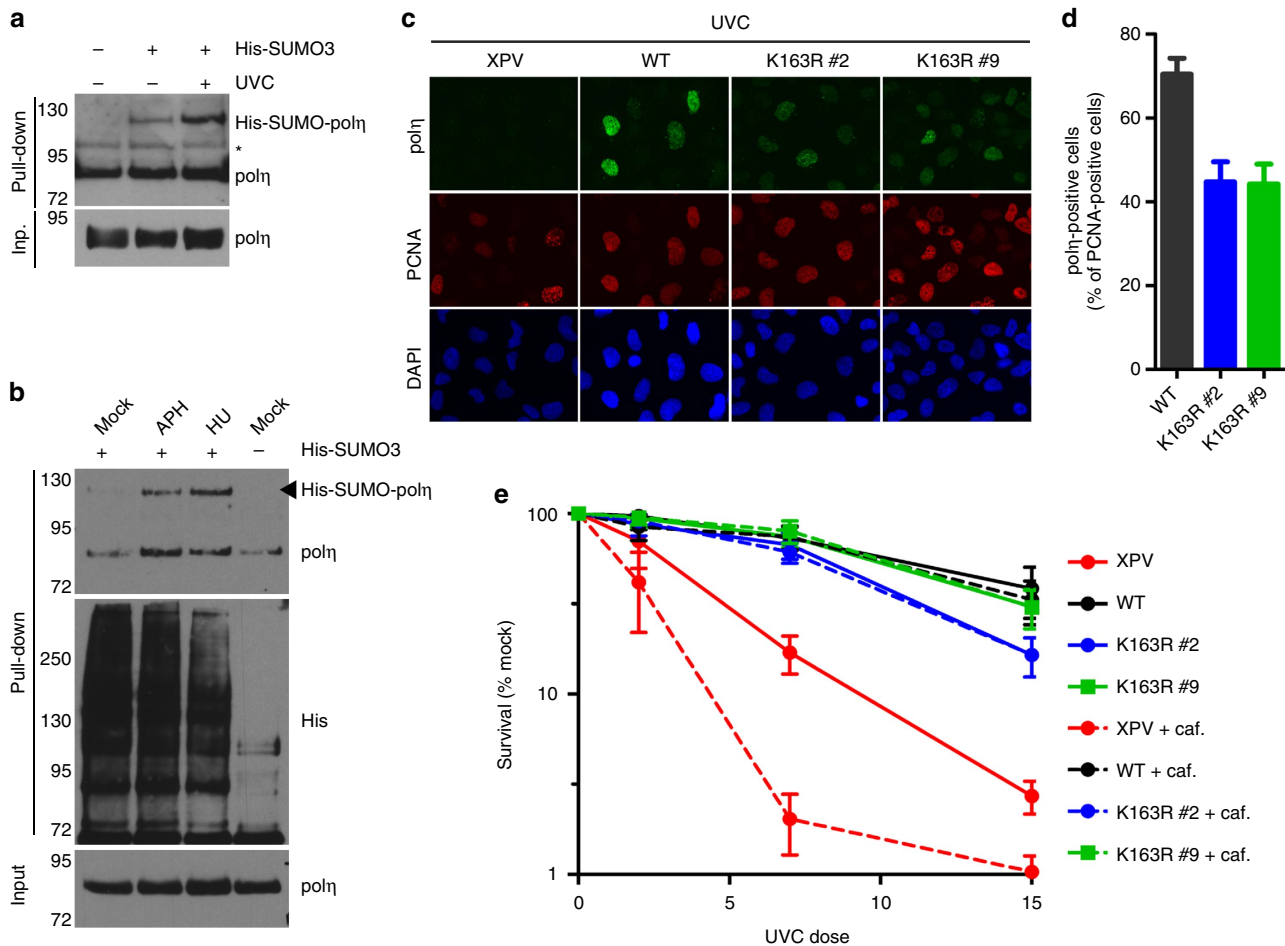 a
– + + His-SUMO3
– – + UVC
Pull-down
130
95
72
His-SUMO-polη
*
polη
Inp.
95
polη
b
Mock APH HU Mock
+ + + – His-SUMO3
Pull-down
130
95
72
His-SUMO-polη
polη
250
130
95
72
His
Input
95
72
polη
c
UVC
XPV WT K163R #2 K163R #9
polη
PCNA
DAPI
d
polη-positive cells
(% of PCNA-positive cells)
80
60
40
20
0
WT
K163R #2
K163R #9
e
Survival (% mock)
100
10
1
0 5 10 15
UVC dose
XPV
WT
K163R #2
K163R #9
XPV + caf.
WT + caf.
K163R #2 + caf.
K163R #9 + caf.